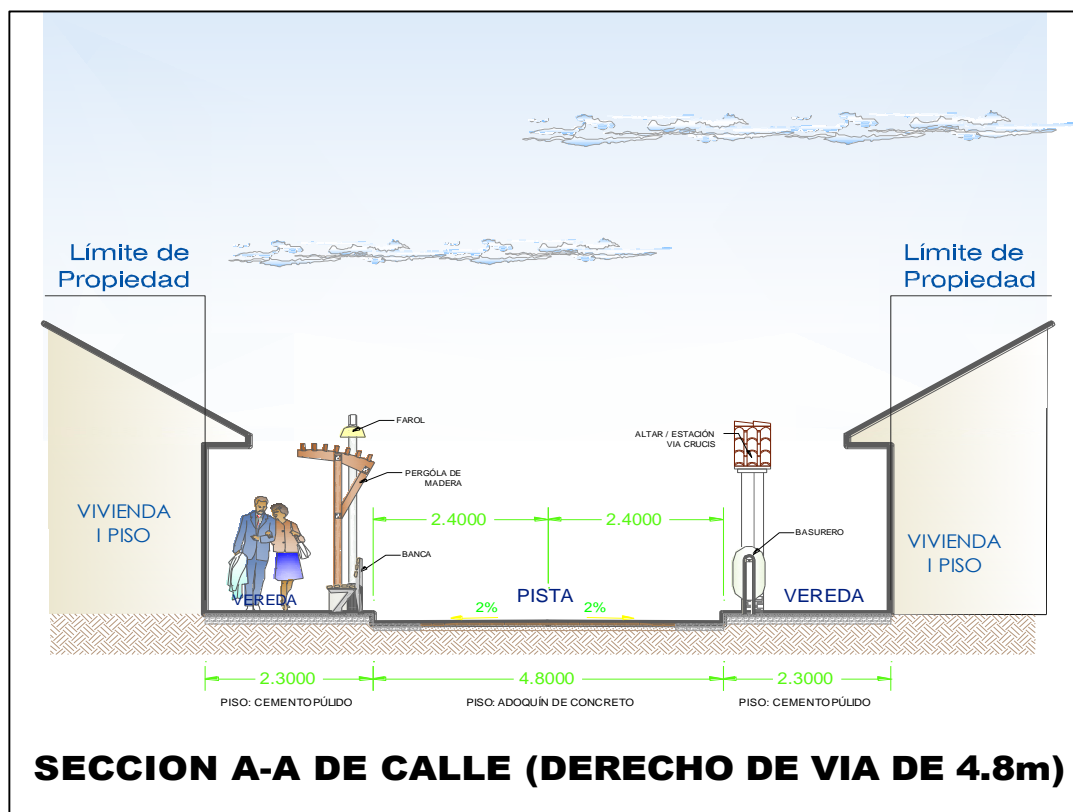 Límite de
Propiedad
Límite de
Propiedad
FAROL
ALTAR / ESTACIÓN
VIA CRUCIS
PERGÓLA DE
MADERA
VIVIENDA
I PISO
2.4000
2.4000
BASURERO
VIVIENDA
I PISO
BANCA
VEREDA
PISTA
VEREDA
2%
2%
2.3000
4.8000
2.3000
PISO: CEMENTO PÚLIDO
PISO: ADOQUÍN DE CONCRETO
PISO: CEMENTO PÚLIDO
SECCION A-A DE CALLE (DERECHO DE VIA DE 4.8m)